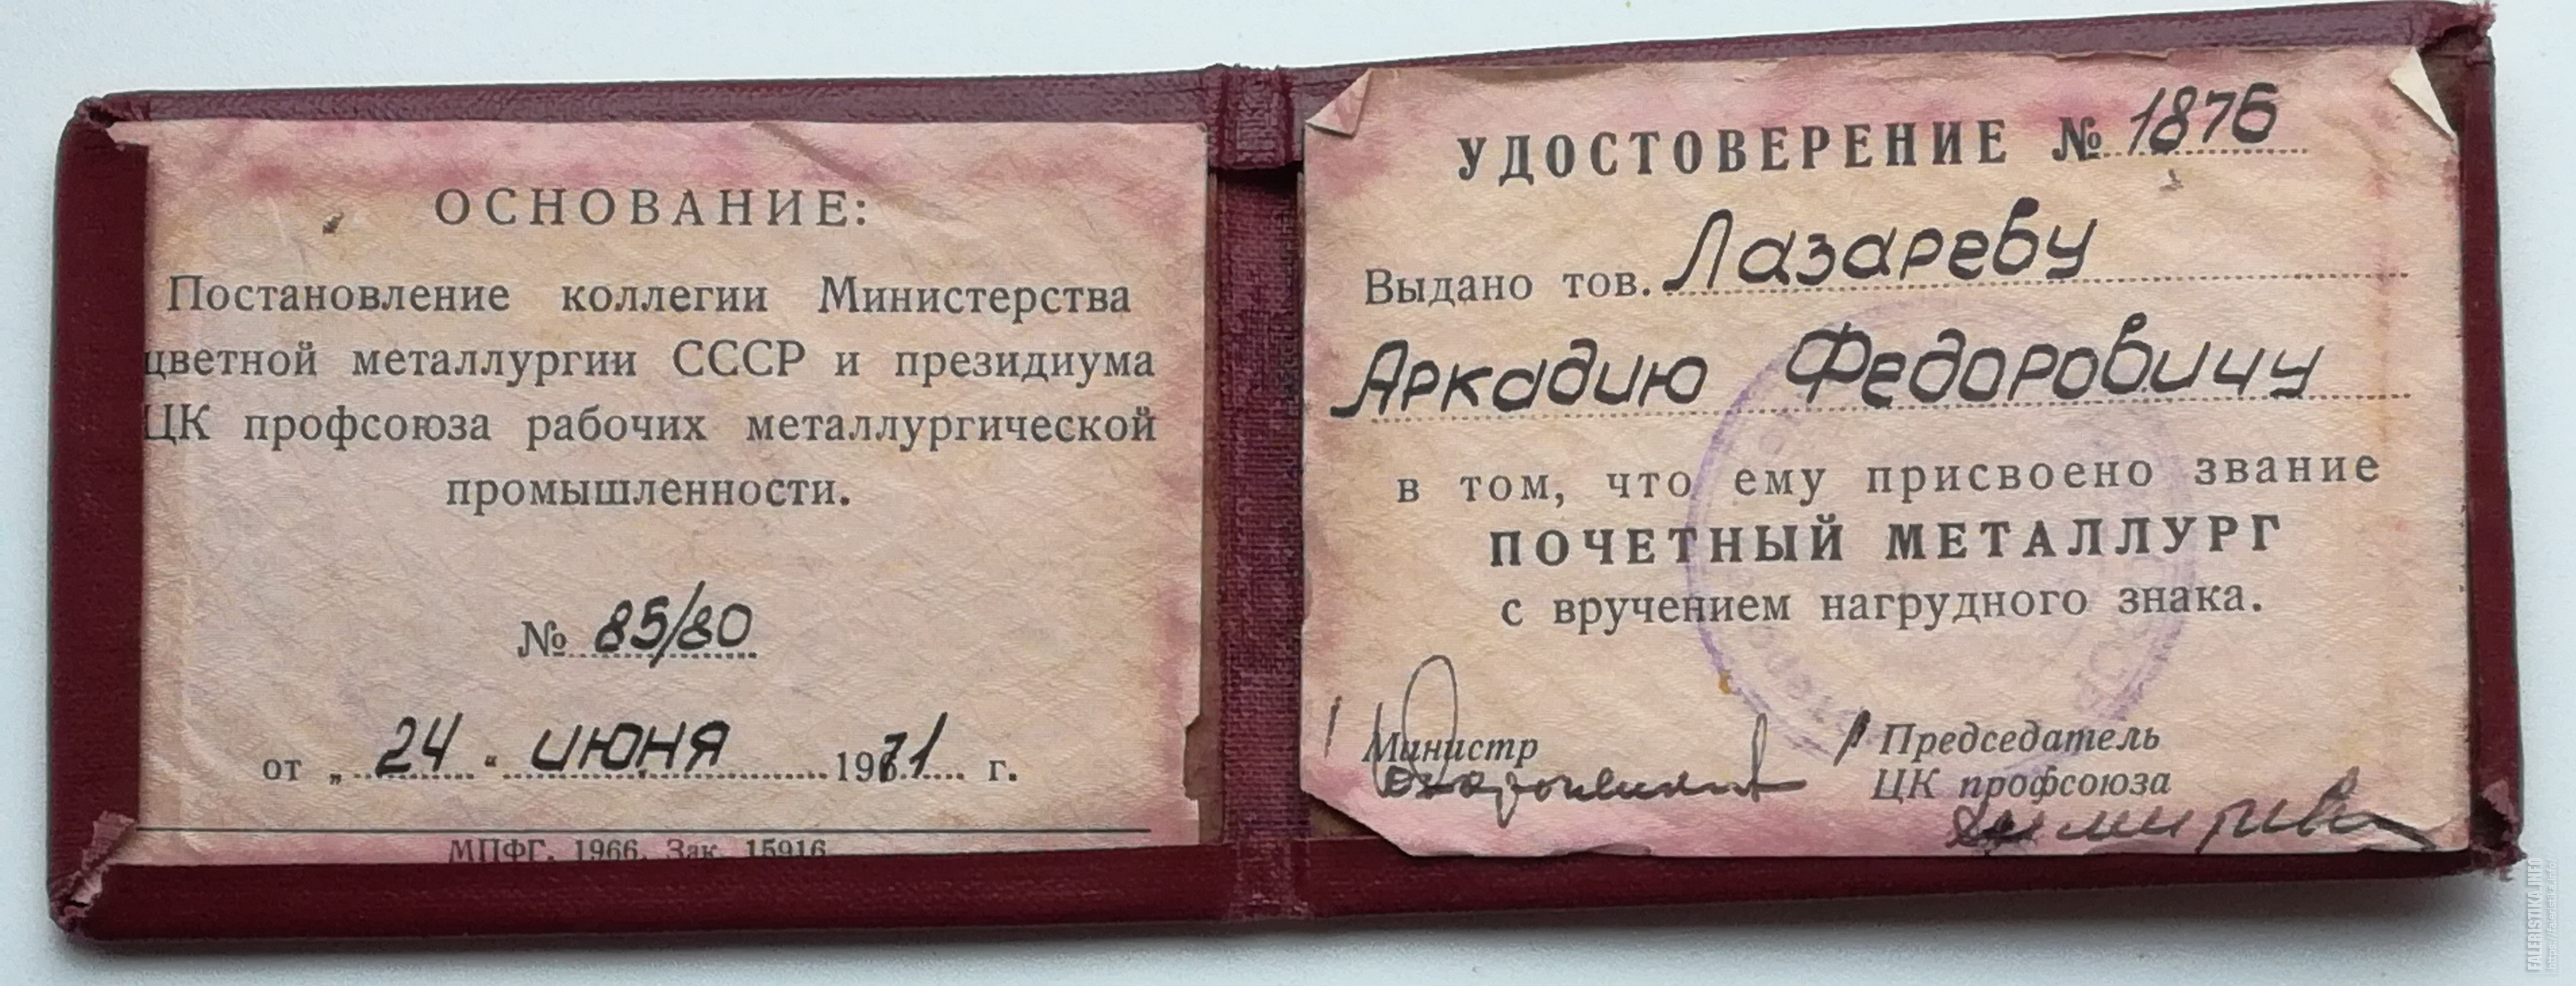 ОСНОВАНИЕ:
Постановление коллегии Министерства
цветной металлургии СССР и президиума
ЦК профсоюза рабочих металлургической
промышленности.
№ 85/80
от „ 24 “ июня 1971 г.
МПФГ. 1966. Зак. 15916
УДОСТОВЕРЕНИЕ № 1876
Выдано тов. Лазареву
Аркадию Федоровичу
в том, что ему присвоено звание
ПОЧЕТНЫЙ МЕТАЛЛУРГ
с вручением нагрудного знака.
Министр
Председатель
ЦК профсоюза
FALERISTIKA.INFO